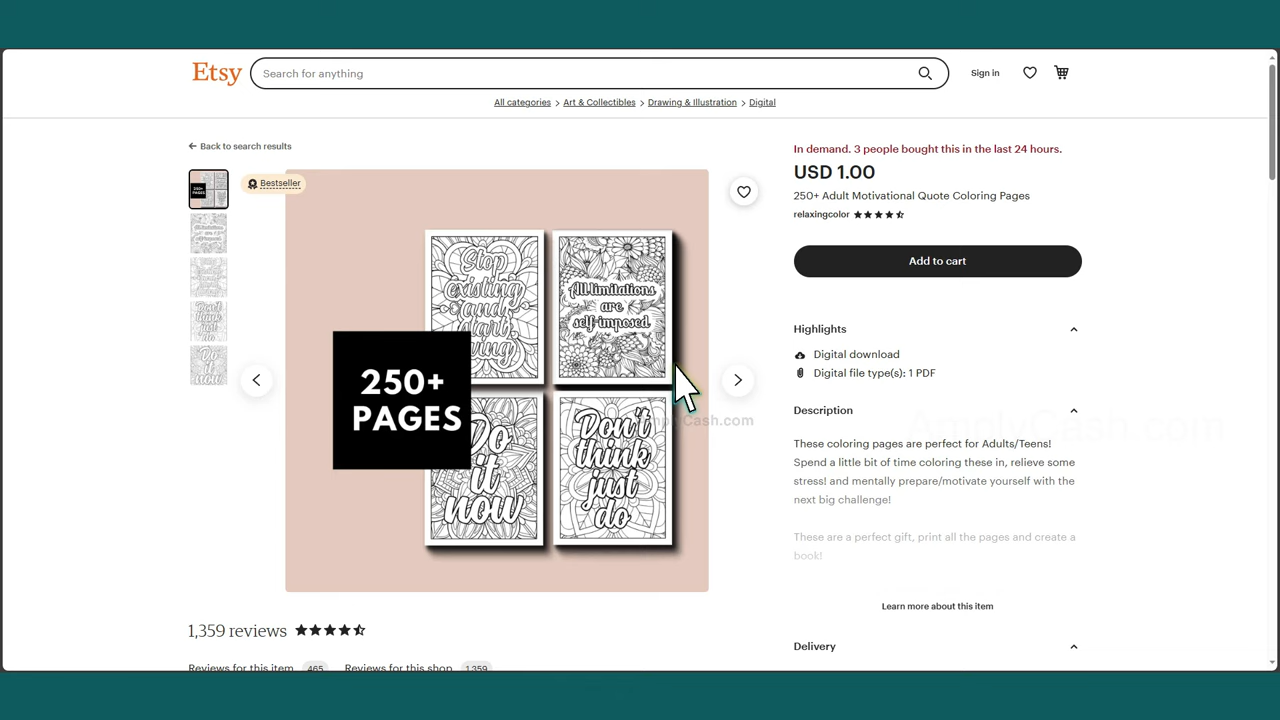 Etsy
Search for anything
Sign in
All categories > Art & Collectibles > Drawing & Illustration > Digital
← Back to search results
Bestseller
250+
PAGES
Stop
existing
and
start
living
All limitations
are
self-imposed
Do
it
now
Don't
think
just
do
In demand. 3 people bought this in the last 24 hours.
USD 1.00
250+ Adult Motivational Quote Coloring Pages
relaxingcolor
Add to cart
Highlights
Digital download
Digital file type(s): 1 PDF
Description
These coloring pages are perfect for Adults/Teens!
Spend a little bit of time coloring these in, relieve some
stress! and mentally prepare/motivate yourself with the
next big challenge!
These are a perfect gift, print all the pages and create a
book!
Learn more about this item
Delivery
1,359 reviews
Reviews for this item 465 Reviews for this shop 1,359
AmplyCash.com